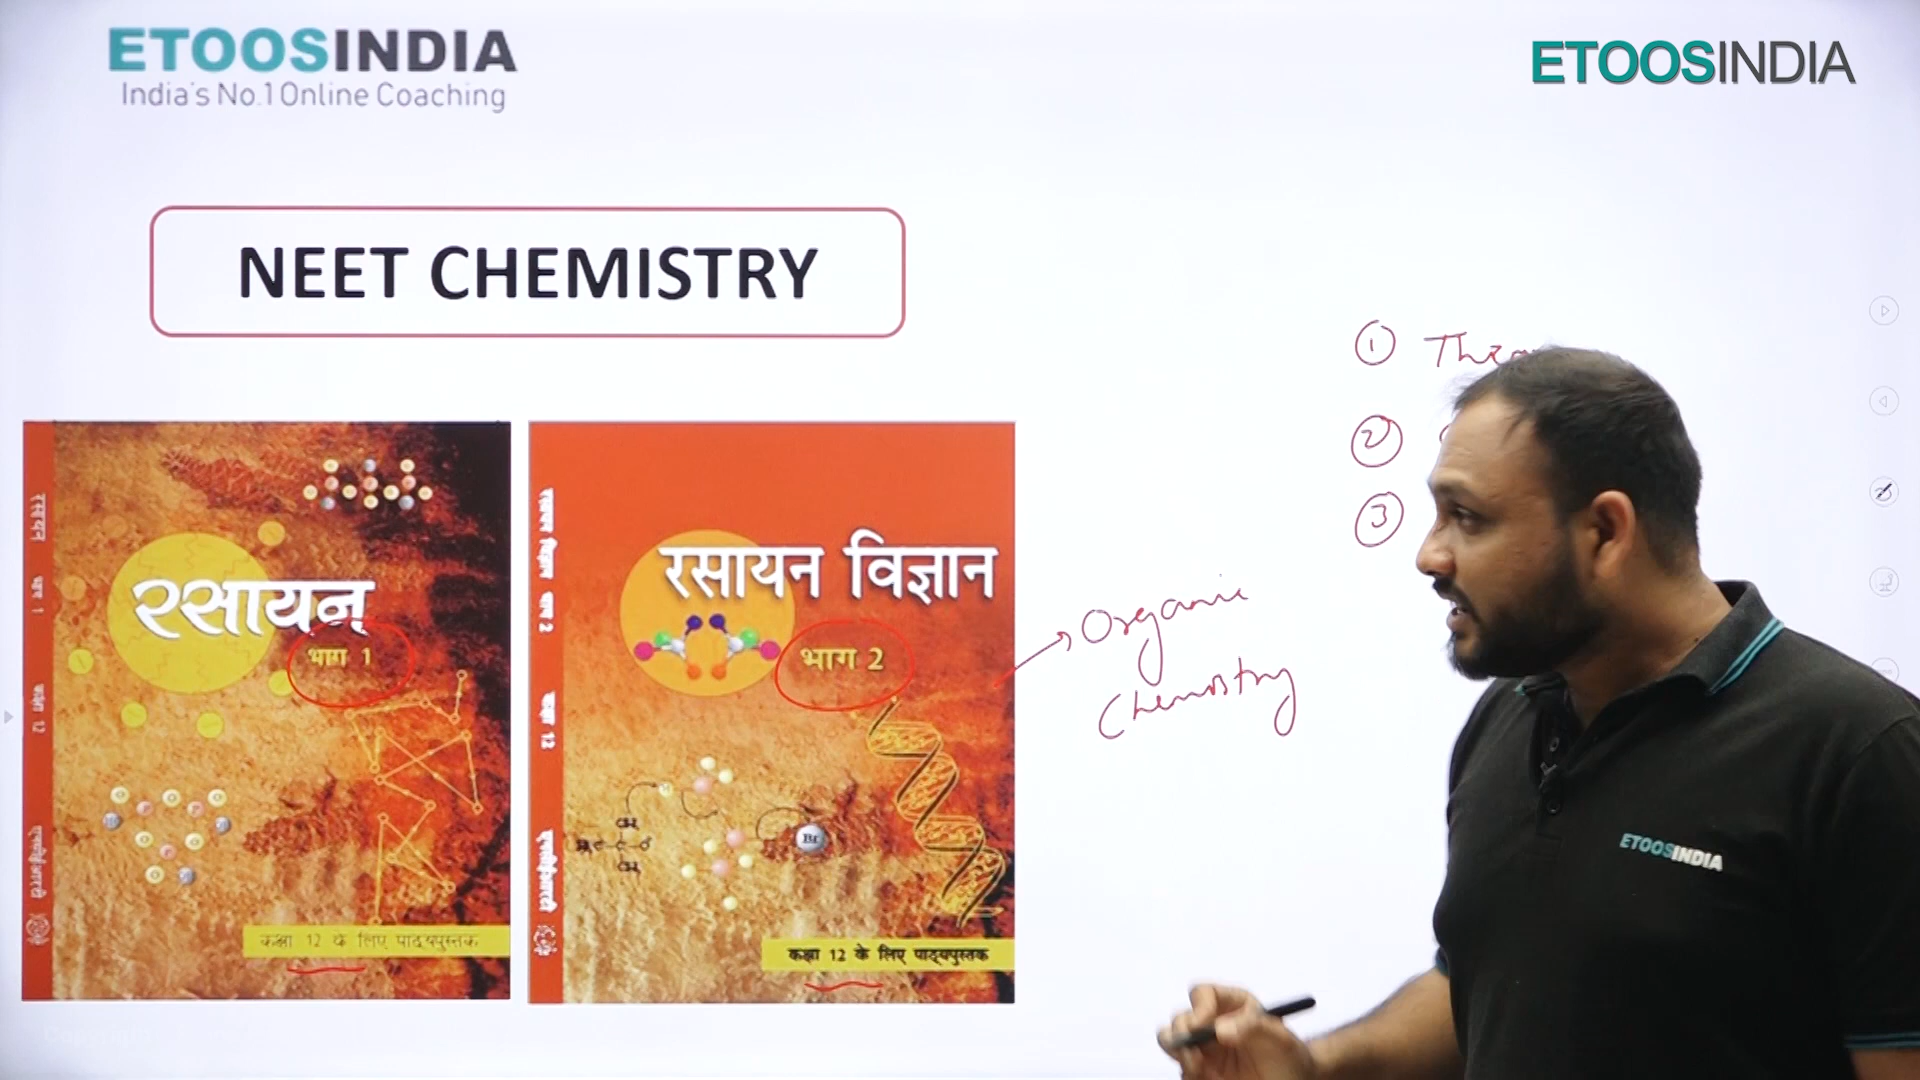 ETOOSINDIA
India's No.1 Online Coaching
ETOOSINDIA
NEET CHEMISTRY
रसायन
भाग 1
कक्षा 12 के लिए पाठ्यपुस्तक
रसायन विज्ञान
भाग 2
Br
कक्षा 12 के लिए पाठ्यपुस्तक
Organic
Chemistry
1
2
3
ETOOSINDIA